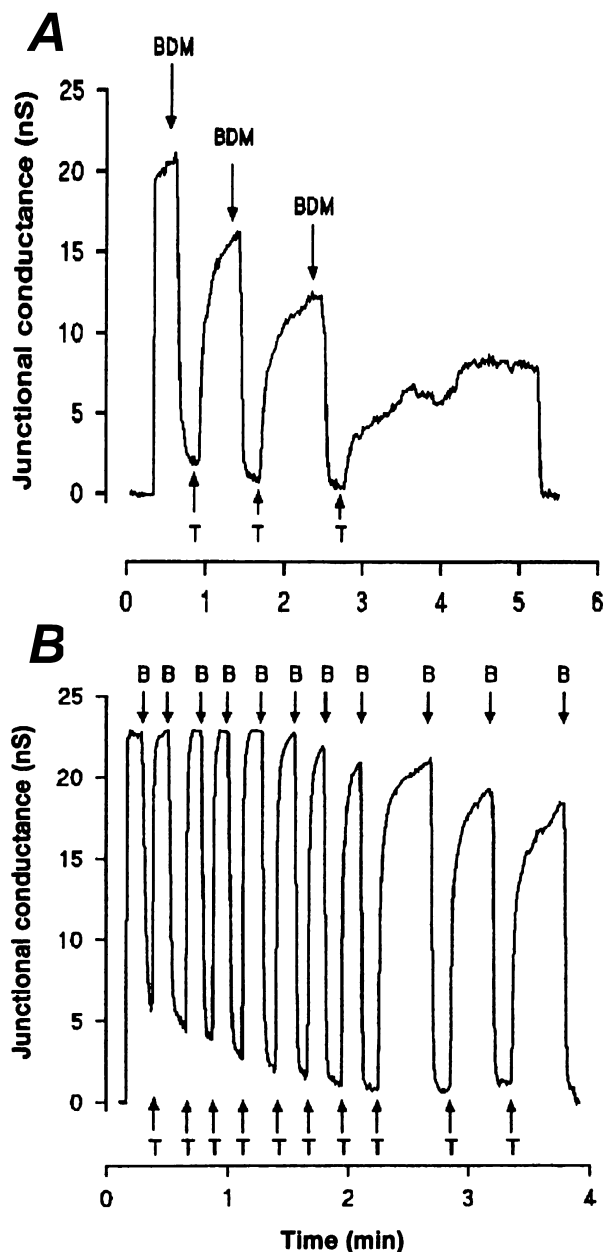 A
BDM
BDM
BDM
Junctional conductance (nS)
25
20
15
10
5
0
T
T
T
0 1 2 3 4 5 6
B
B B B B B B B B B B B
Junctional conductance (nS)
25
20
15
10
5
0
T T T T T T T T T T
0 1 2 3 4
Time (min)